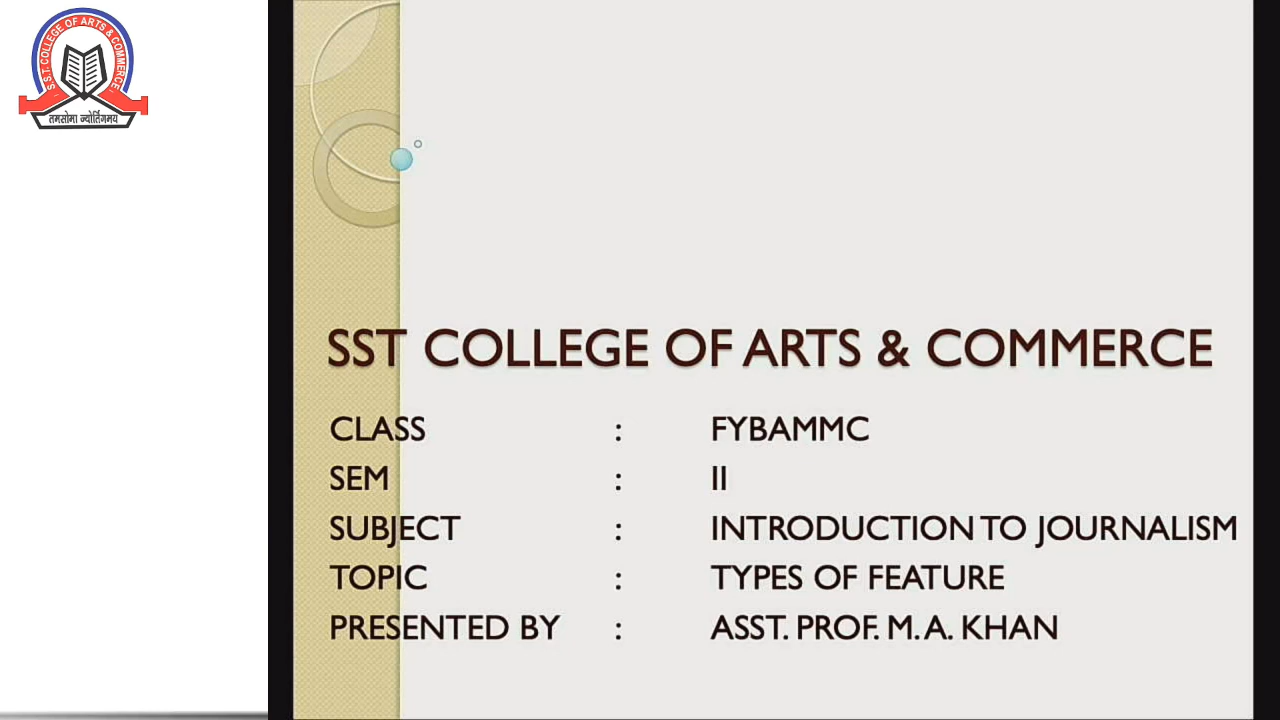 S.S.T. COLLEGE OF ARTS & COMMERCE
तमसोमा ज्योर्तिगमय
SST COLLEGE OF ARTS & COMMERCE
CLASS : FYBAMMC
SEM : II
SUBJECT : INTRODUCTION TO JOURNALISM
TOPIC : TYPES OF FEATURE
PRESENTED BY : ASST. PROF. M. A. KHAN